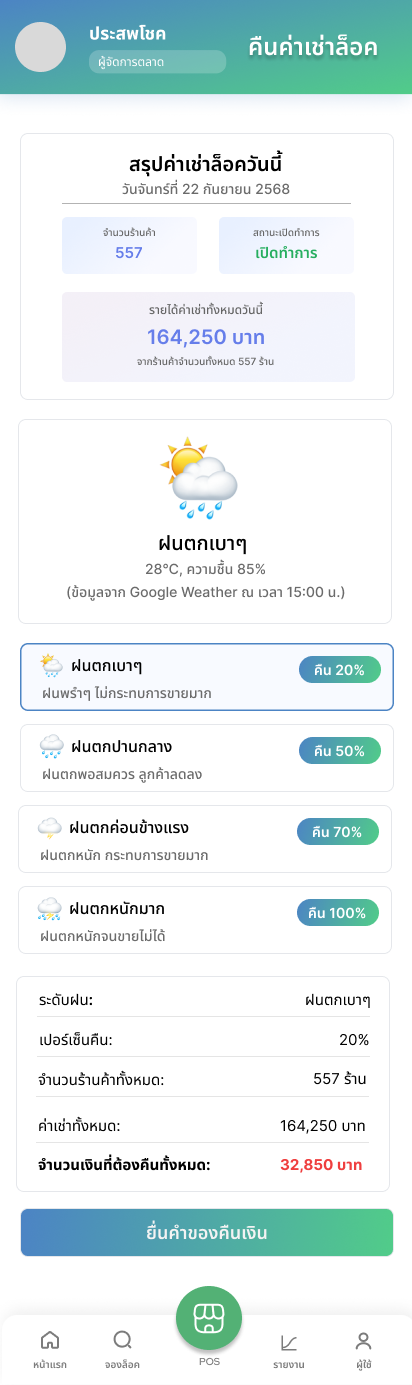 ประสพโชค
ผู้จัดการตลาด
คืนค่าเช่าล็อค
สรุปค่าเช่าล็อควันนี้
วันจันทร์ที่ 22 กันยายน 2568
จำนวนร้านค้า
557
สถานะเปิดทำการ
เปิดทำการ
รายได้ค่าเช่าทั้งหมดวันนี้
164,250 บาท
จากร้านค้าจำนวนทั้งหมด 557 ร้าน
ฝนตกเบาๆ
28°C, ความชื้น 85%
(ข้อมูลจาก Google Weather ณ เวลา 15:00 น.)
ฝนตกเบาๆ
คืน 20%
ฝนพรำๆ ไม่กระทบการขายมาก
ฝนตกปานกลาง
คืน 50%
ฝนตกพอสมควร ลูกค้าลดลง
ฝนตกค่อนข้างแรง
คืน 70%
ฝนตกหนัก กระทบการขายมาก
ฝนตกหนักมาก
คืน 100%
ฝนตกหนักจนขายไม่ได้
ระดับฝน: ฝนตกเบาๆ
เปอร์เซ็นคืน: 20%
จำนวนร้านค้าทั้งหมด: 557 ร้าน
ค่าเช่าทั้งหมด: 164,250 บาท
จำนวนเงินที่ต้องคืนทั้งหมด: 32,850 บาท
ยื่นคำของคืนเงิน
หน้าแรก
จองล็อค
POS
รายงาน
ผู้ใช้